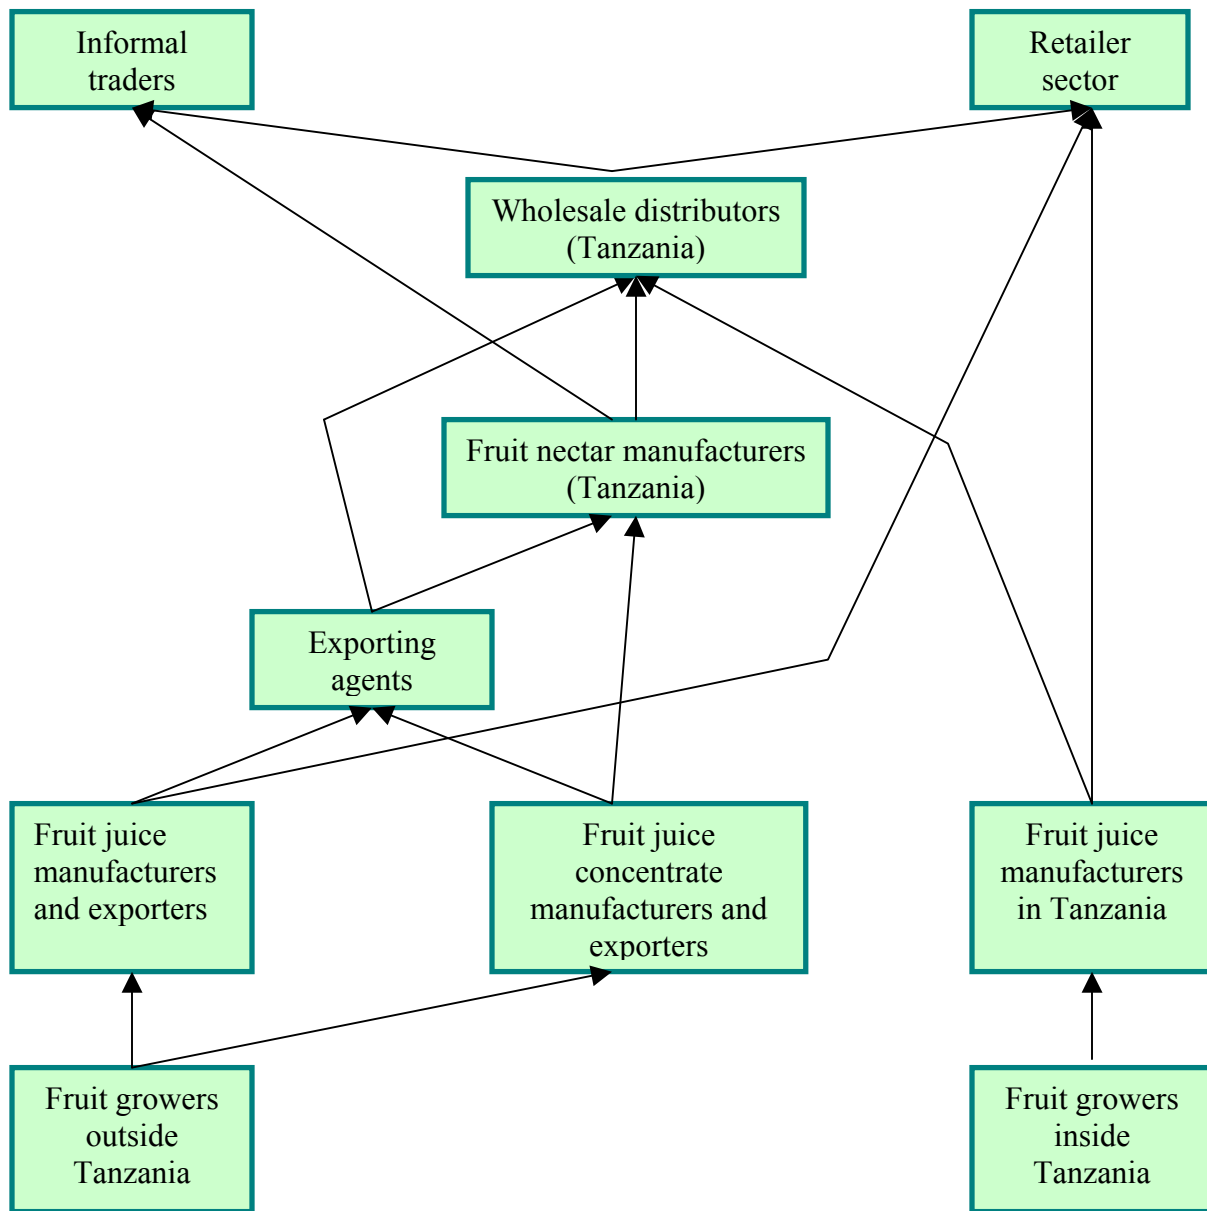 Informal
traders
Retailer
sector
Wholesale distributors
(Tanzania)
Fruit nectar manufacturers
(Tanzania)
Exporting
agents
Fruit juice
manufacturers
and exporters
Fruit juice
concentrate
manufacturers and
exporters
Fruit juice
manufacturers
in Tanzania
Fruit growers
outside
Tanzania
Fruit growers
inside
Tanzania